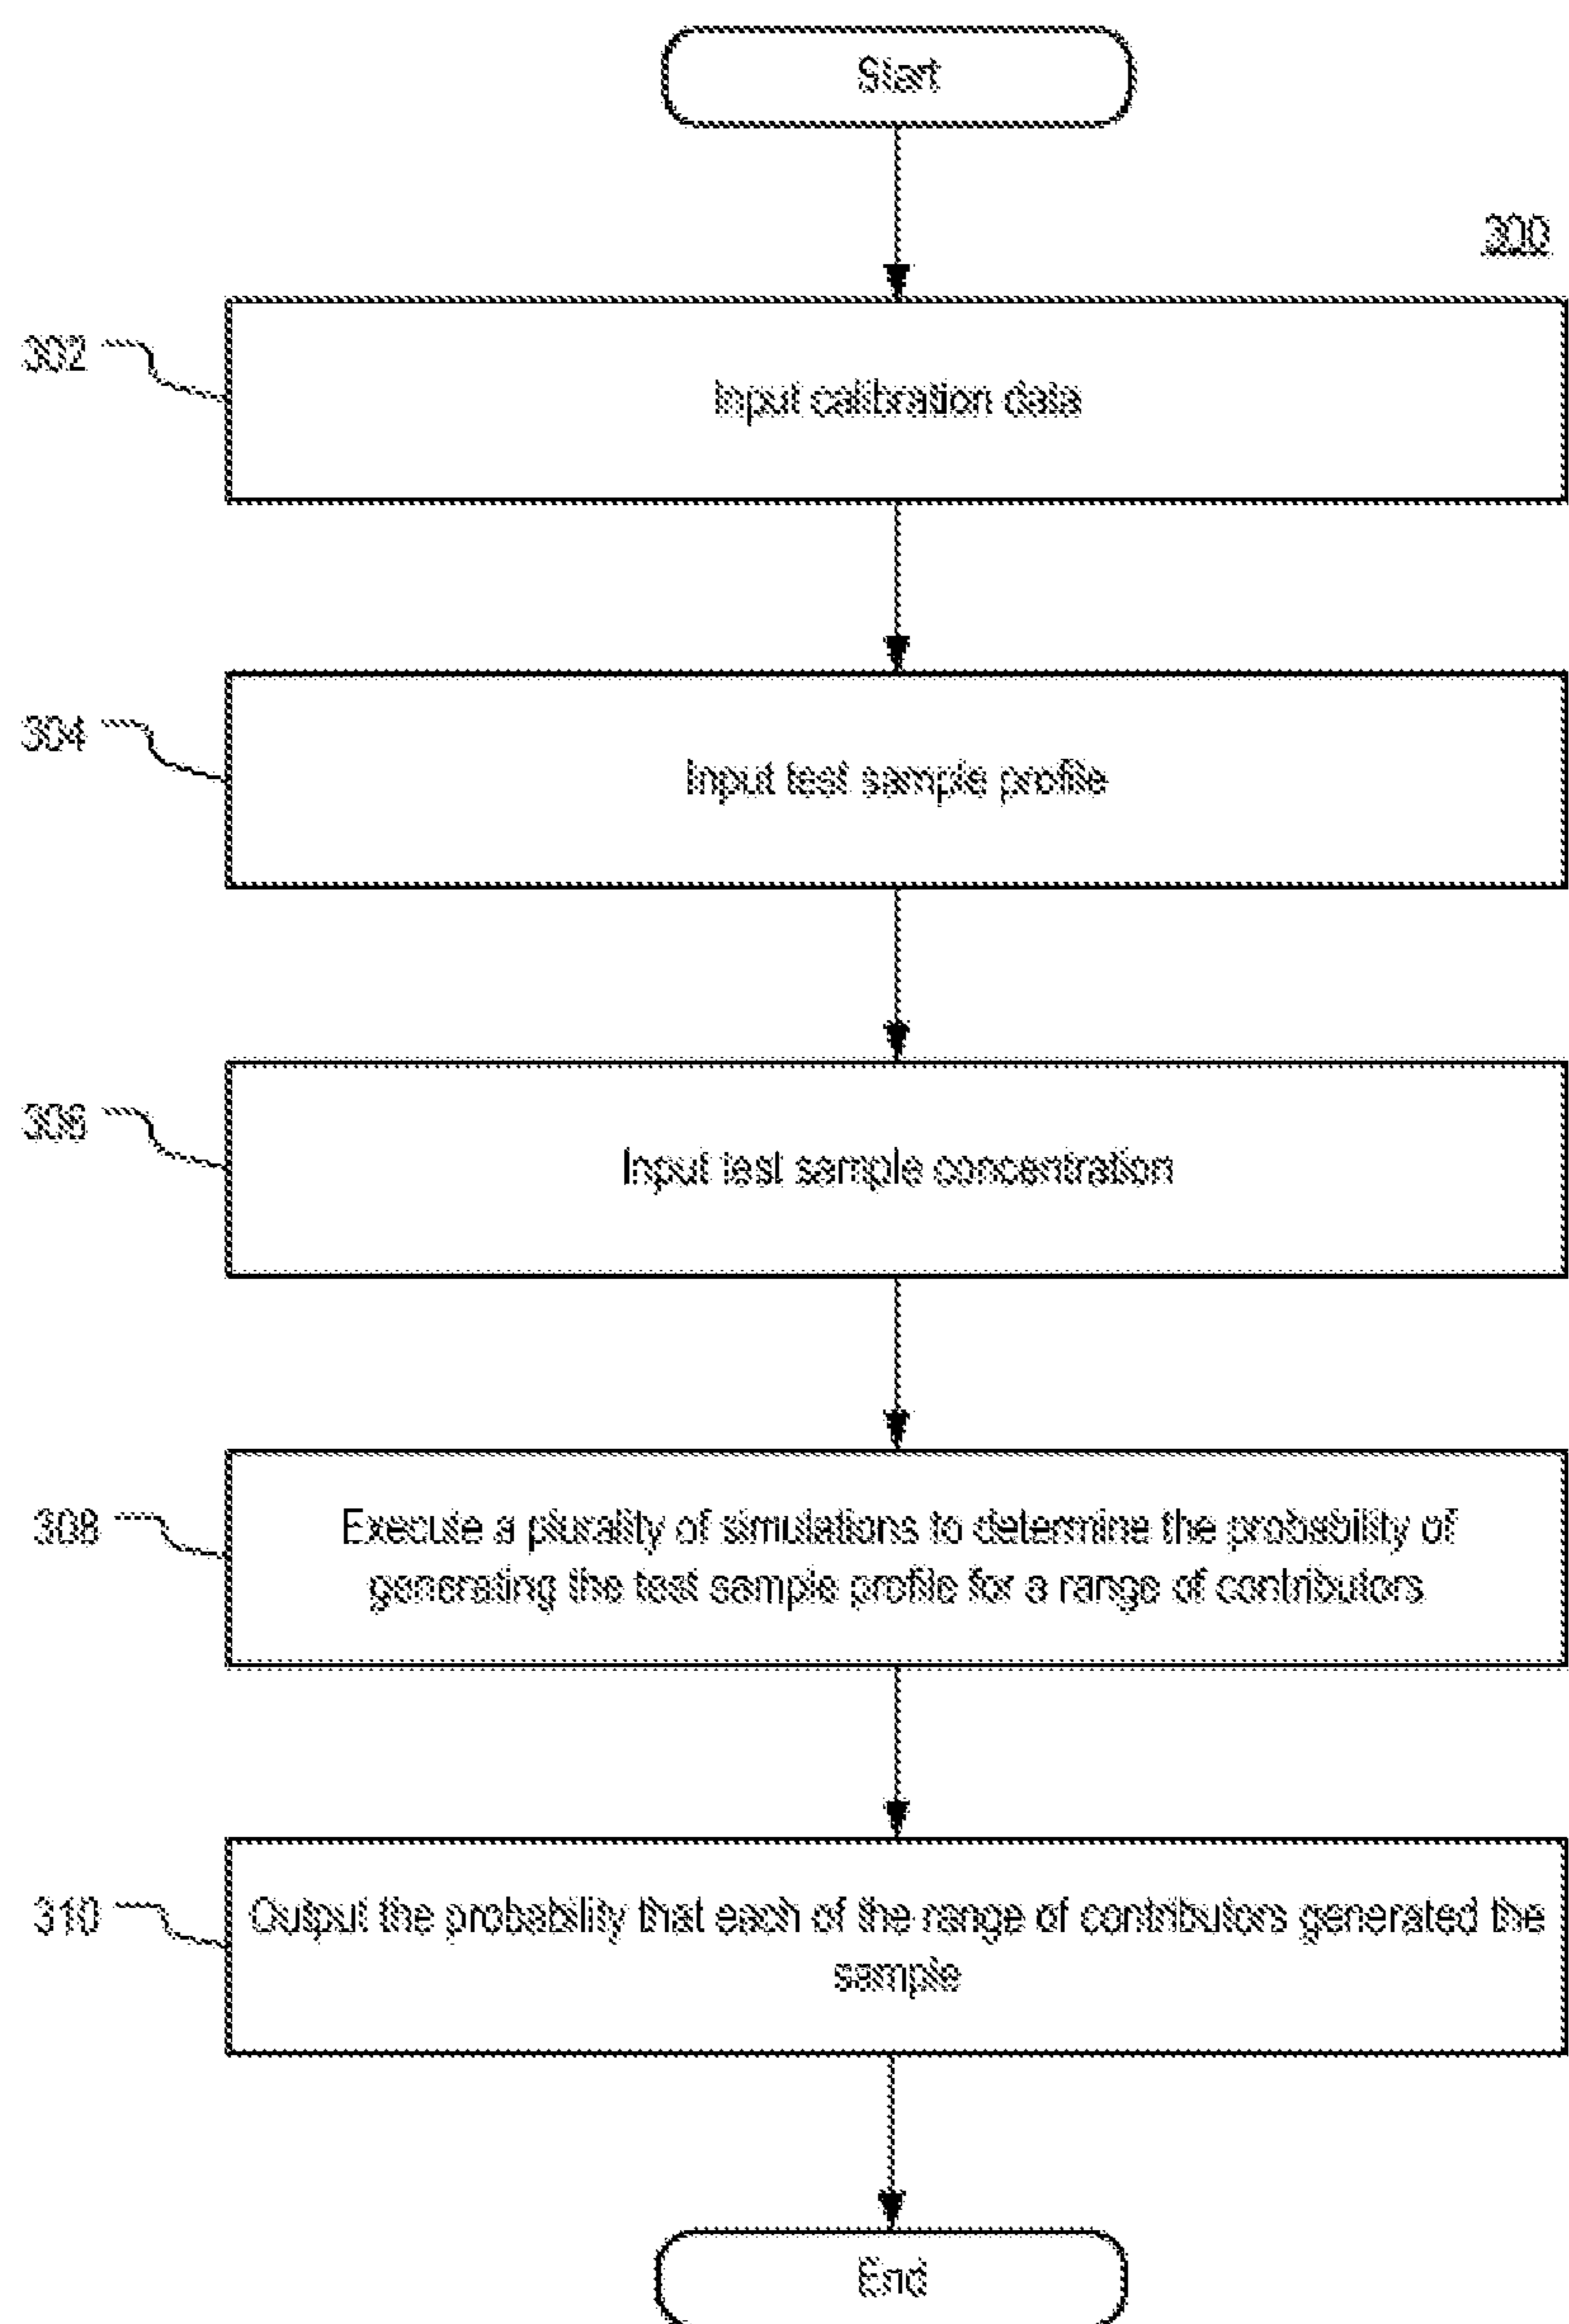 Start
300
302
Input calibration data
304
Input test sample profile
306
Input test sample concentration
308
Execute a plurality of simulations to determine the probability of
generating the test sample profile for a range of contributors
310
Output the probability that each of the range of contributors generated the
sample
End